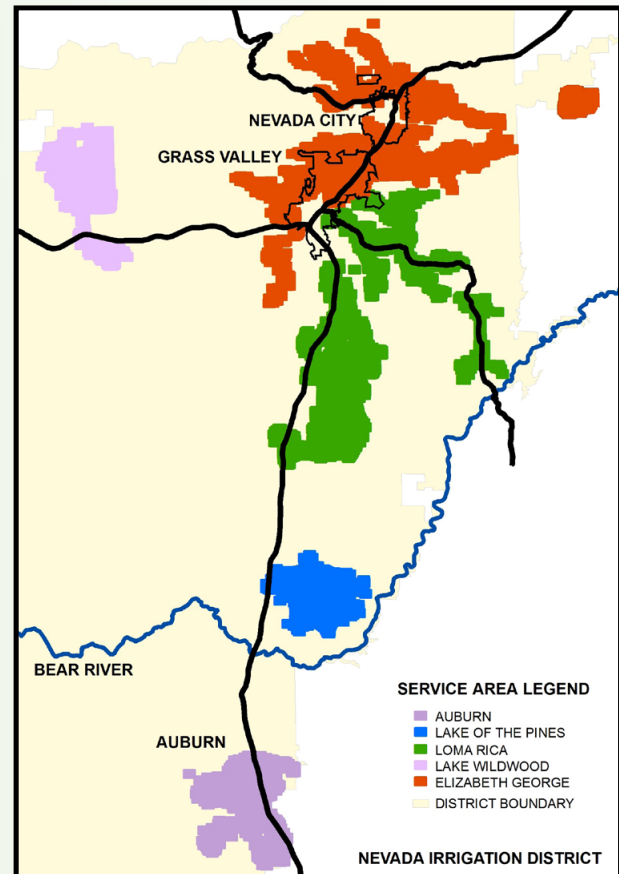 NEVADA CITY
GRASS VALLEY
BEAR RIVER
AUBURN
SERVICE AREA LEGEND
AUBURN
LAKE OF THE PINES
LOMA RICA
LAKE WILDWOOD
ELIZABETH GEORGE
DISTRICT BOUNDARY
NEVADA IRRIGATION DISTRICT